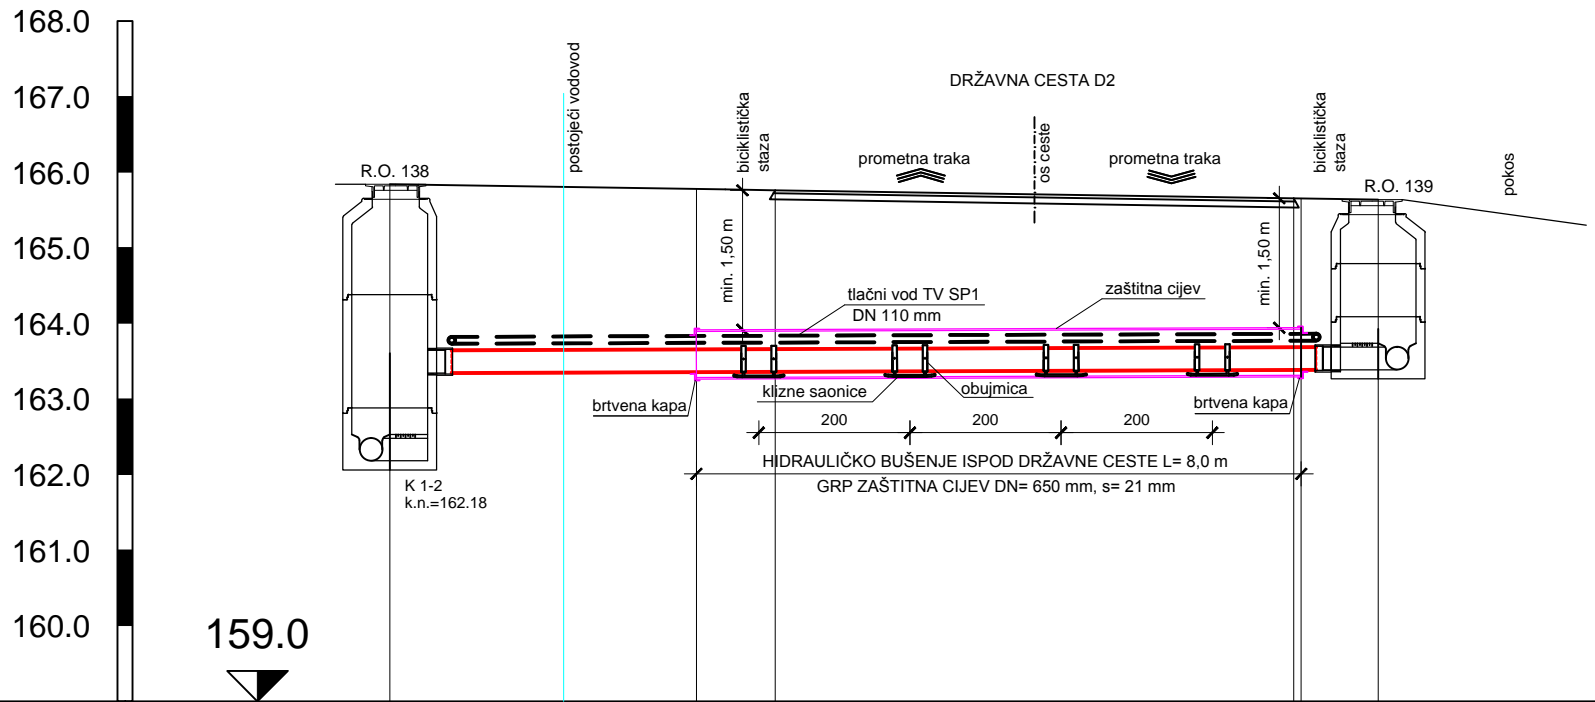 168.0
167.0
166.0
165.0
164.0
163.0
162.0
161.0
160.0
159.0
DRŽAVNA CESTA D2
postojeći vodovod
biciklistička
staza
prometna traka
os ceste
prometna traka
biciklistička
staza
pokos
R.O. 138
R.O. 139
min. 1,50 m
min. 1,50 m
tlačni vod TV SP1
DN 110 mm
zaštitna cijev
brtvena kapa
klizne saonice
obujmica
brtvena kapa
200
200
200
HIDRAULIČKO BUŠENJE ISPOD DRŽAVNE CESTE L= 8,0 m
GRP ZAŠTITNA CIJEV DN= 650 mm, s= 21 mm
K 1-2
k.n.=162.18